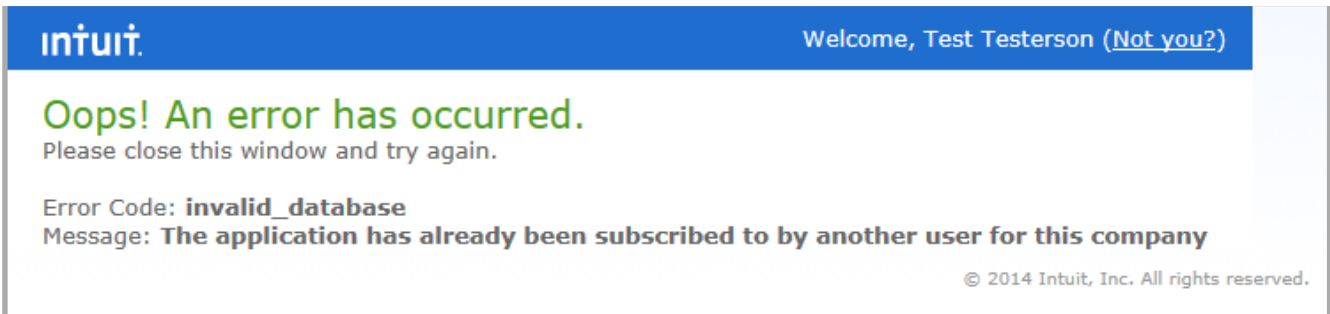 intuit.
Welcome, Test Testerson (Not you?)
Oops! An error has occurred.
Please close this window and try again.
Error Code: invalid_database
Message: The application has already been subscribed to by another user for this company
© 2014 Intuit, Inc. All rights reserved.